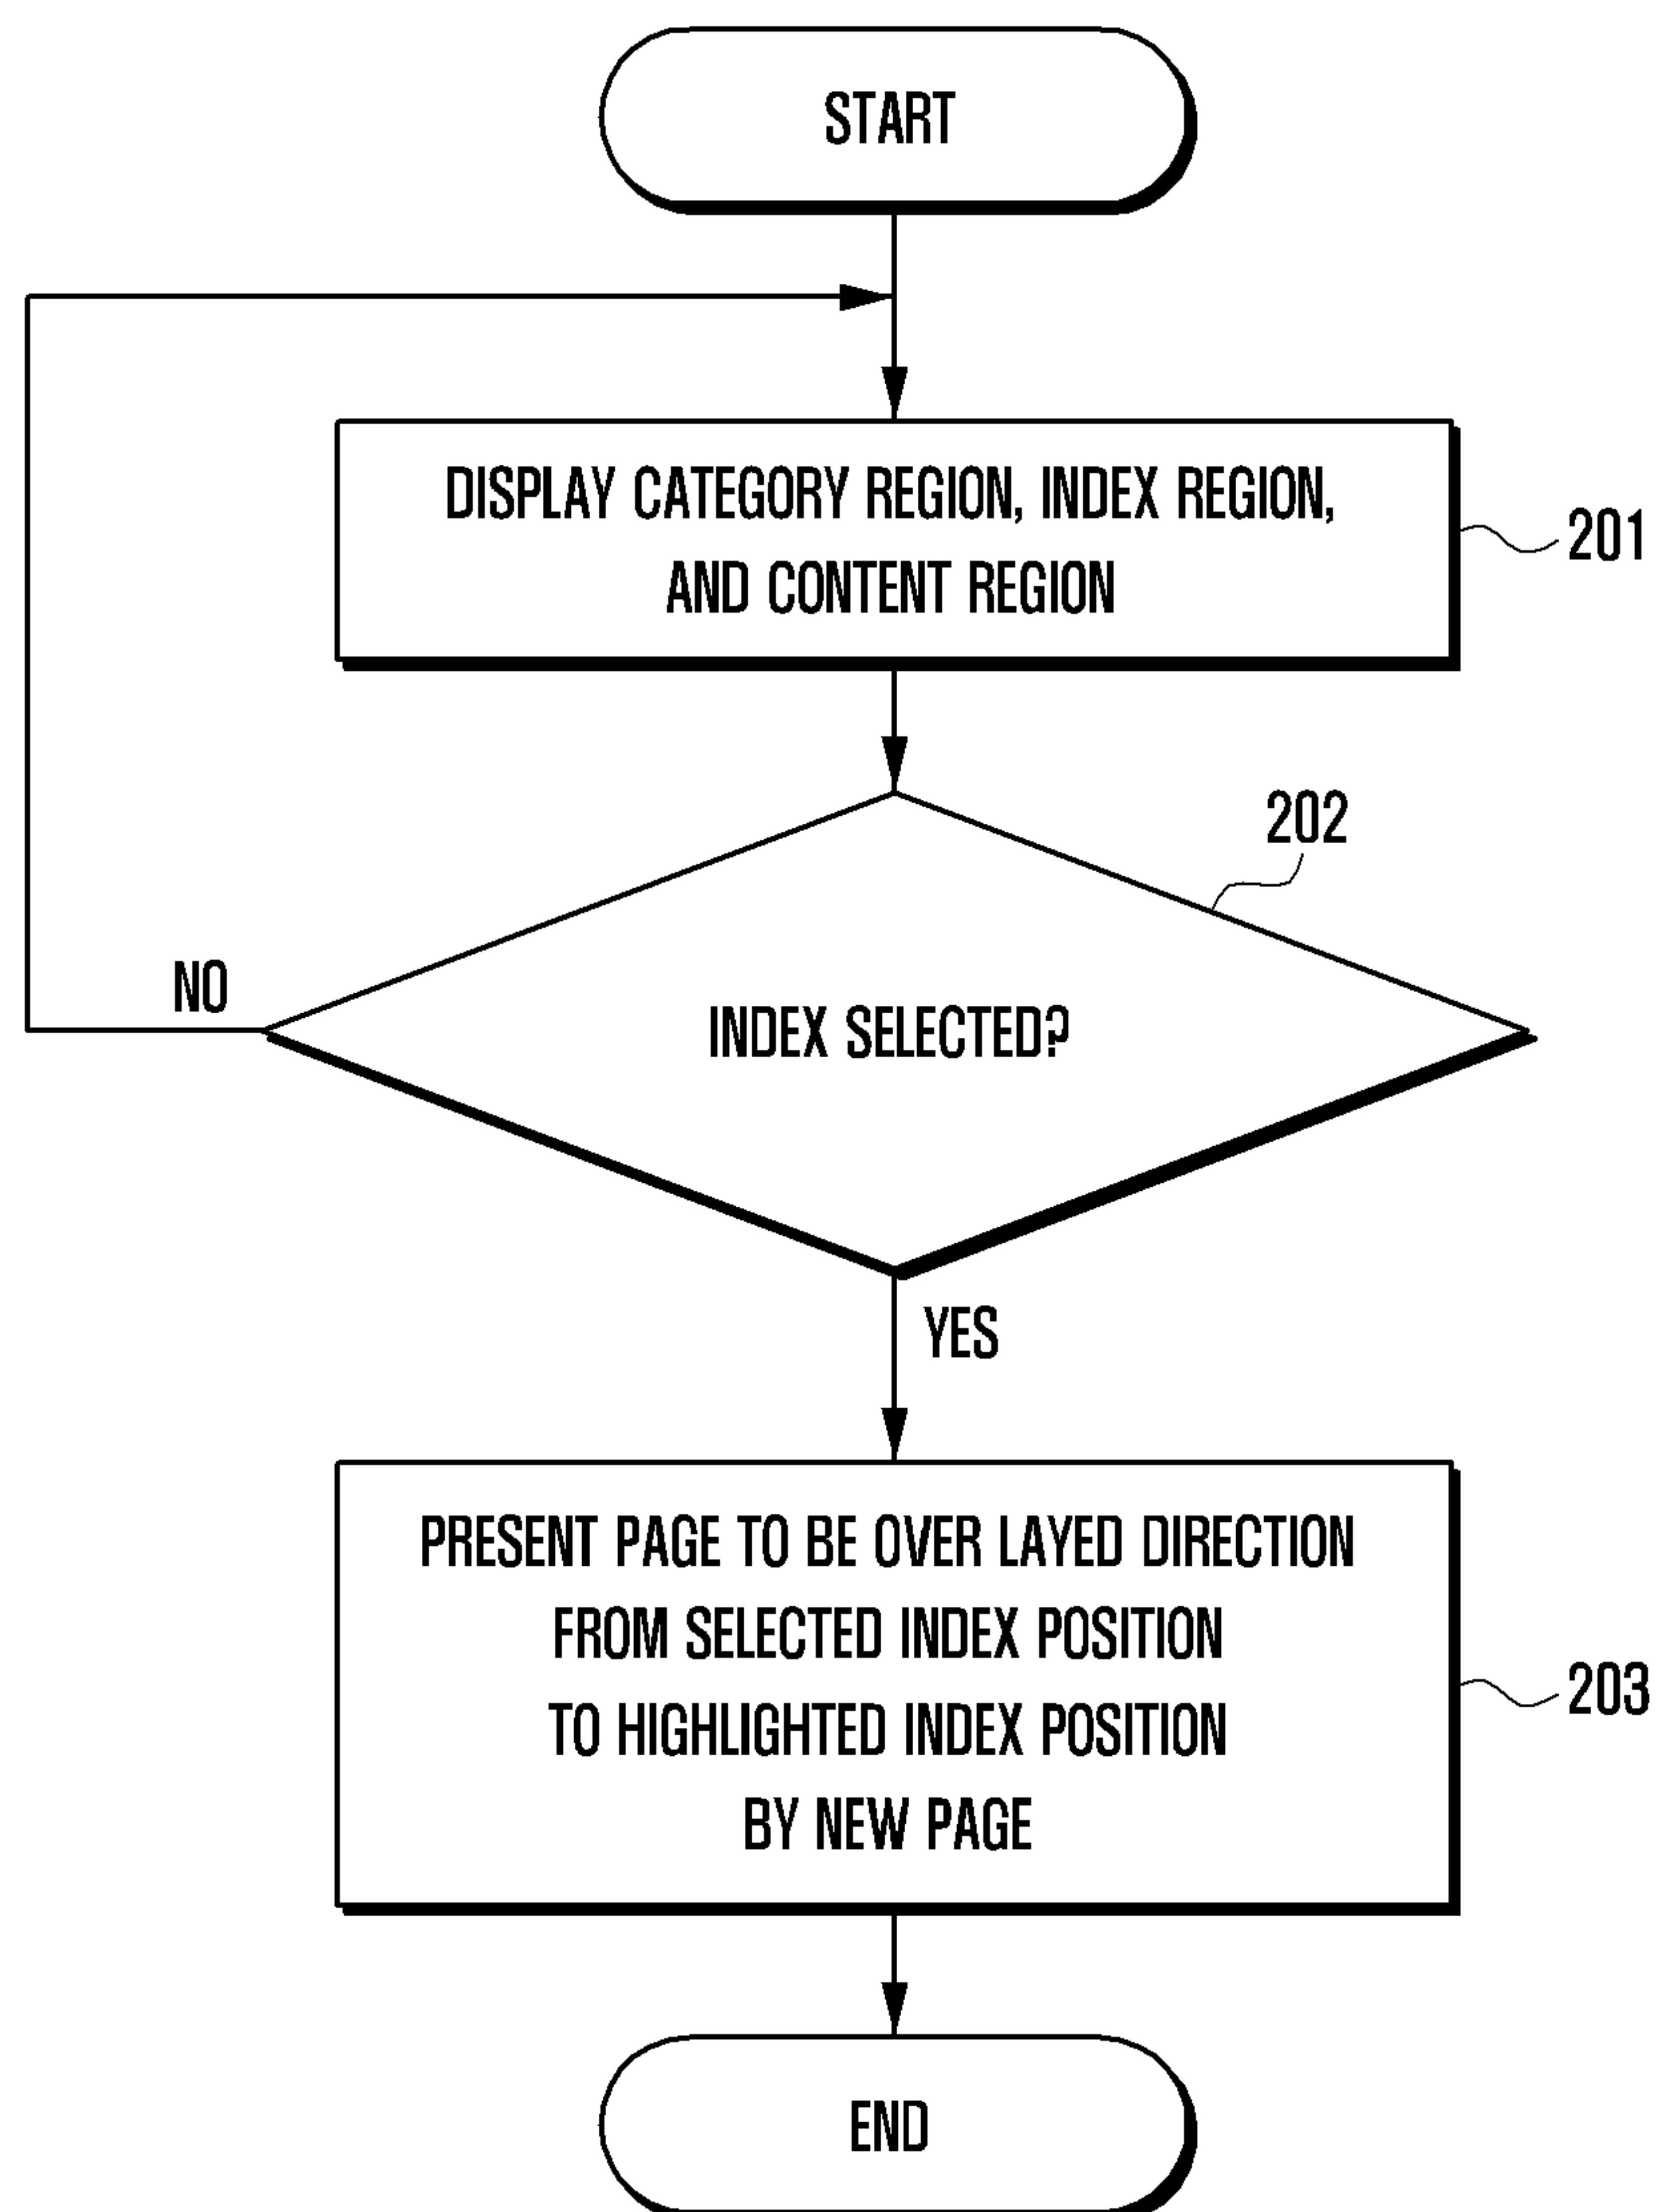 START
DISPLAY CATEGORY REGION, INDEX REGION,
AND CONTENT REGION
201
202
NO
INDEX SELECTED?
YES
PRESENT PAGE TO BE OVER LAYED DIRECTION
FROM SELECTED INDEX POSITION
TO HIGHLIGHTED INDEX POSITION
BY NEW PAGE
203
END